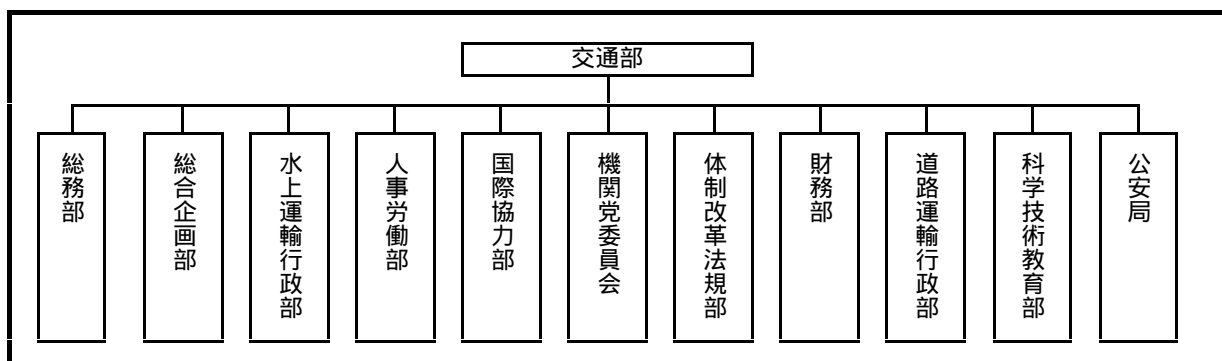 交通部
総務部
総合企画部
水上運輸行政部
人事労働部
国際協力部
機関党委員会
体制改革法規部
財務部
道路運輸行政部
科学技術教育部
公安局